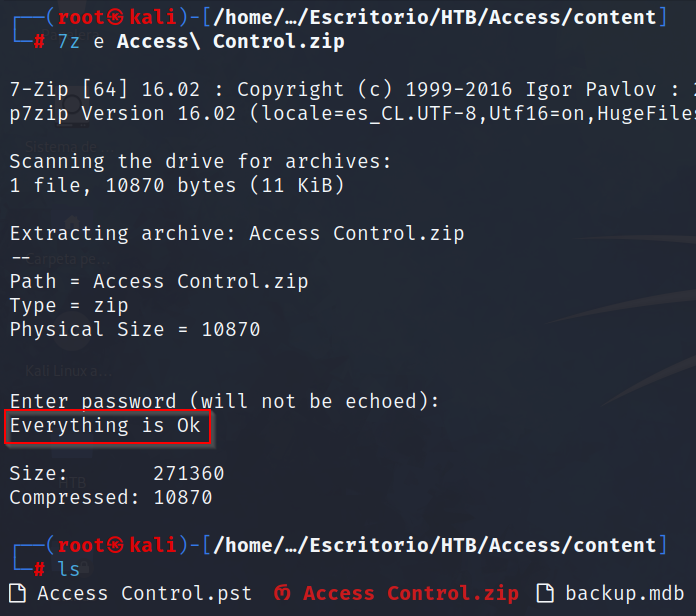 ┌──(root㉿kali)-[/home/…/Escritorio/HTB/Access/content]
└─# 7z e Access\ Control.zip
7-Zip [64] 16.02 : Copyright (c) 1999-2016 Igor Pavlov :
p7zip Version 16.02 (locale=es_CL.UTF-8,Utf16=on,HugeFiles
Scanning the drive for archives:
1 file, 10870 bytes (11 KiB)
Extracting archive: Access Control.zip
--
Path = Access Control.zip
Type = zip
Physical Size = 10870
Kali Linux a...
Enter password (will not be echoed):
Everything is Ok
Size:       271360
HTB
Compressed: 10870
┌──(root㉿kali)-[/home/…/Escritorio/HTB/Access/content]
└─# ls
Access Control.pst  Access Control.zip  backup.mdb